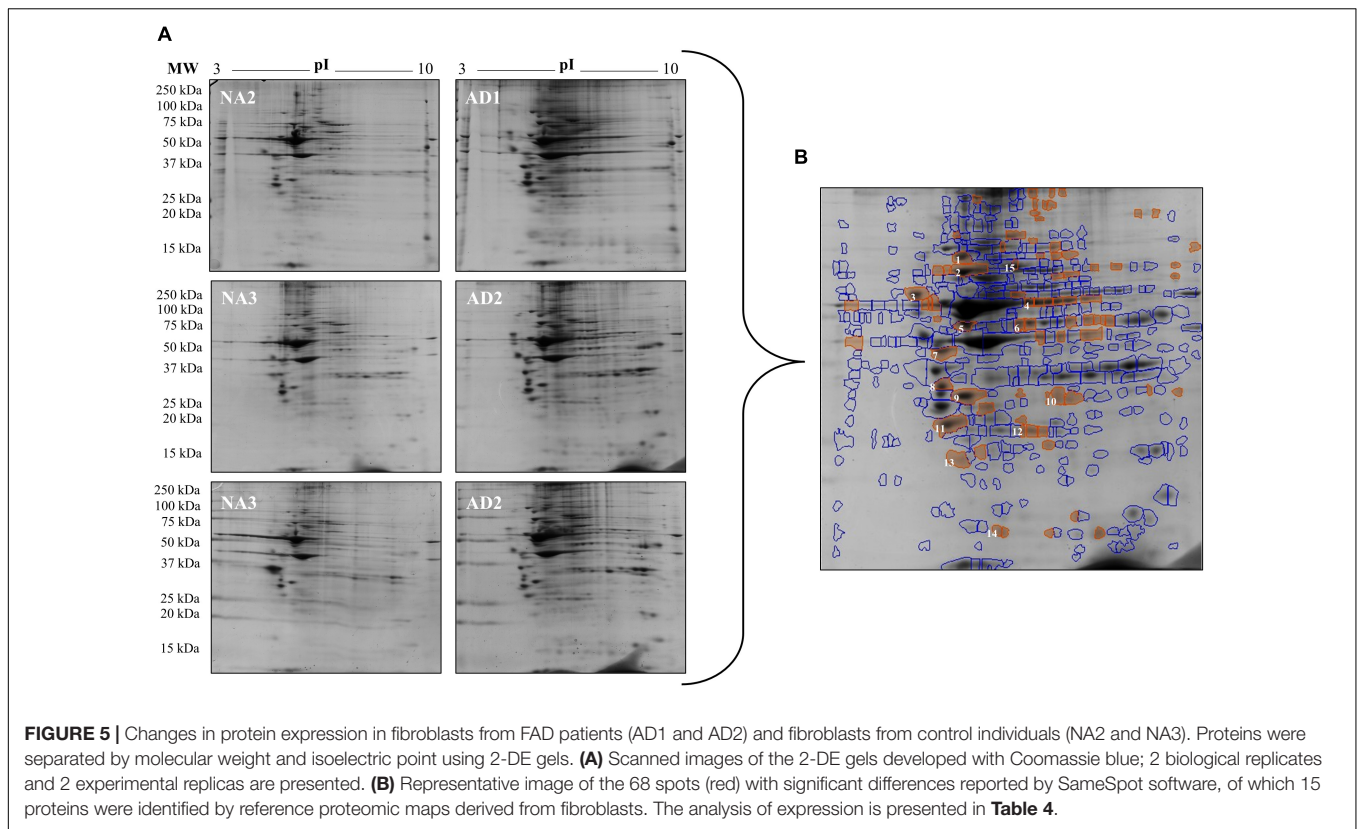 A
MW 3 pI 10 3 pI 10
250 kDa
100 kDa
75 kDa
50 kDa
37 kDa
25 kDa
20 kDa
15 kDa
NA2
AD1
250 kDa
100 kDa
75 kDa
50 kDa
37 kDa
25 kDa
20 kDa
15 kDa
NA3
AD2
250 kDa
100 kDa
75 kDa
50 kDa
37 kDa
25 kDa
20 kDa
15 kDa
NA3
AD2
B
1
2
15
3
4
5
6
7
8
9
10
11
12
13
14
FIGURE 5 | Changes in protein expression in fibroblasts from FAD patients (AD1 and AD2) and fibroblasts from control individuals (NA2 and NA3). Proteins were
separated by molecular weight and isoelectric point using 2-DE gels. (A) Scanned images of the 2-DE gels developed with Coomassie blue; 2 biological replicates
and 2 experimental replicas are presented. (B) Representative image of the 68 spots (red) with significant differences reported by SameSpot software, of which 15
proteins were identified by reference proteomic maps derived from fibroblasts. The analysis of expression is presented in Table 4.